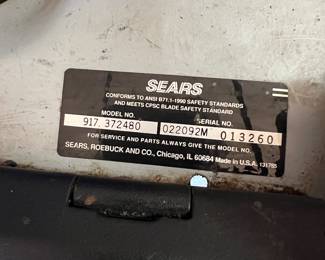 SEARS
CONFORMS TO ANSI B71.1-1990 SAFETY STANDARDS
AND MEETS CPSC BLADE SAFETY STANDARDS
MODEL NO. SERIAL NO.
917.372480 022092M 013260
FOR SERVICE AND PARTS ALWAYS GIVE THE MODEL NO.
SEARS, ROEBUCK AND CO., Chicago, IL 60684 Made in U.S.A. 131785